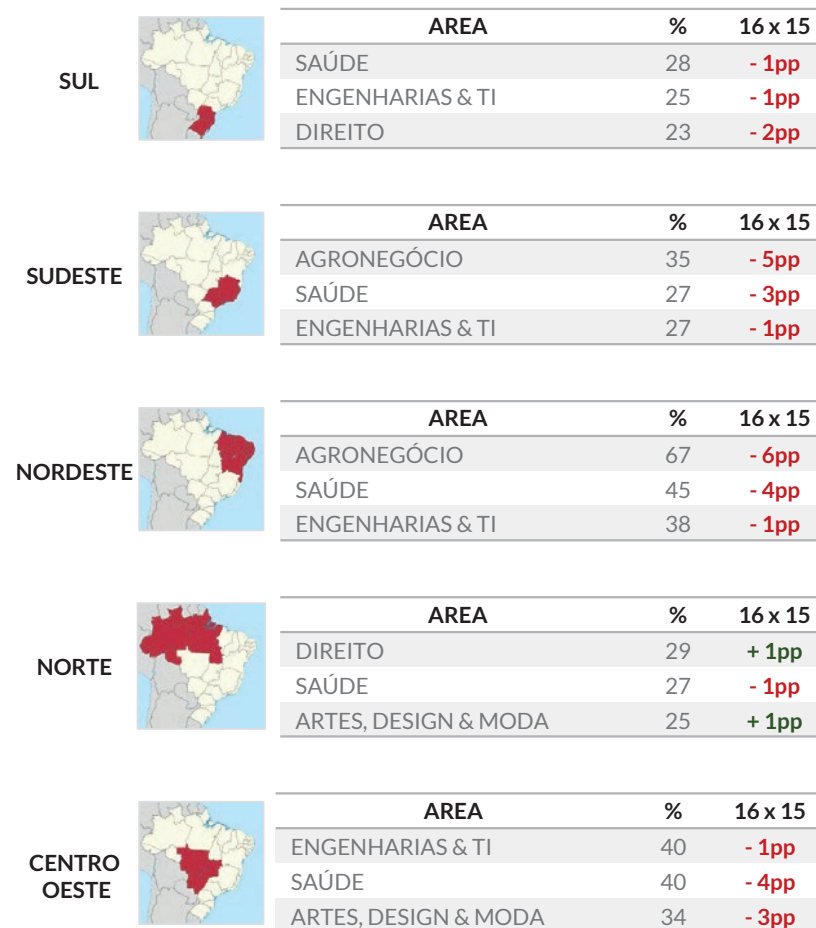 SUL
AREA % 16 x 15
SAÚDE 28 - 1pp
ENGENHARIAS & TI 25 - 1pp
DIREITO 23 - 2pp
SUDESTE
AREA % 16 x 15
AGRONEGÓCIO 35 - 5pp
SAÚDE 27 - 3pp
ENGENHARIAS & TI 27 - 1pp
NORDESTE
AREA % 16 x 15
AGRONEGÓCIO 67 - 6pp
SAÚDE 45 - 4pp
ENGENHARIAS & TI 38 - 1pp
NORTE
AREA % 16 x 15
DIREITO 29 + 1pp
SAÚDE 27 - 1pp
ARTES, DESIGN & MODA 25 + 1pp
CENTRO
OESTE
AREA % 16 x 15
ENGENHARIAS & TI 40 - 1pp
SAÚDE 40 - 4pp
ARTES, DESIGN & MODA 34 - 3pp